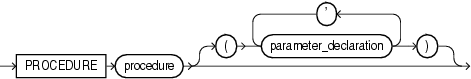 '
PROCEDURE procedure ( parameter_declaration )